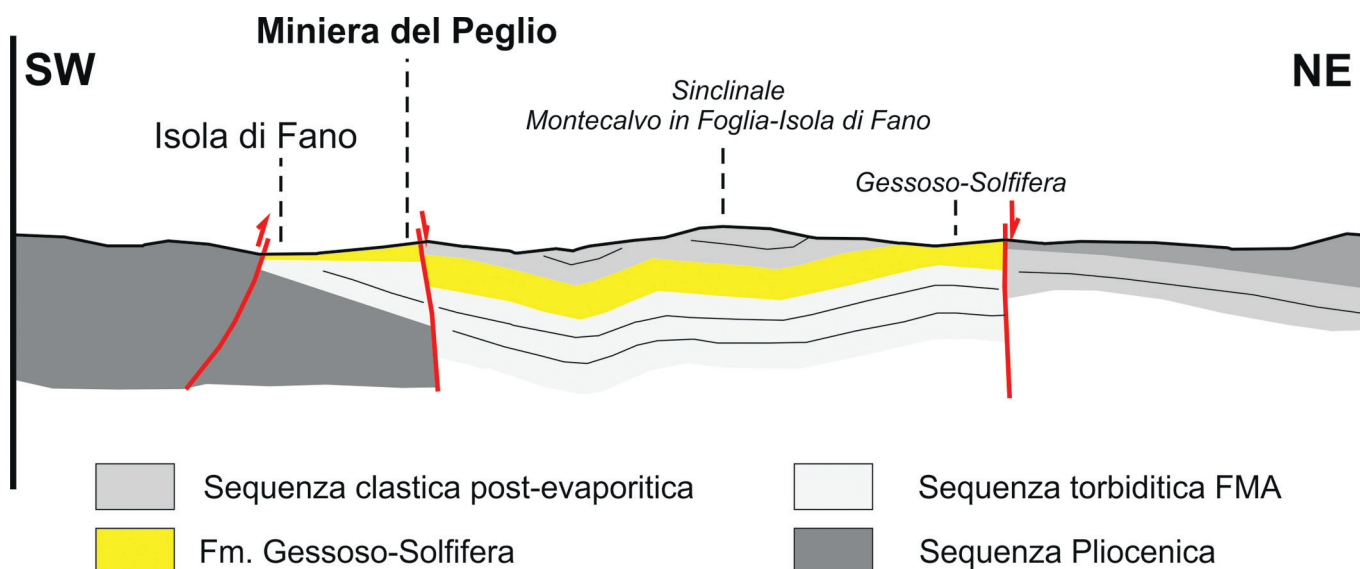 Miniera del Peglio
SW
NE
Isola di Fano
Sinclinale
Montecalvo in Foglia-Isola di Fano
Gessoso-Solfifera
Sequenza clastica post-evaporitica
Sequenza torbiditica FMA
Fm. Gessoso-Solfifera
Sequenza Pliocenica